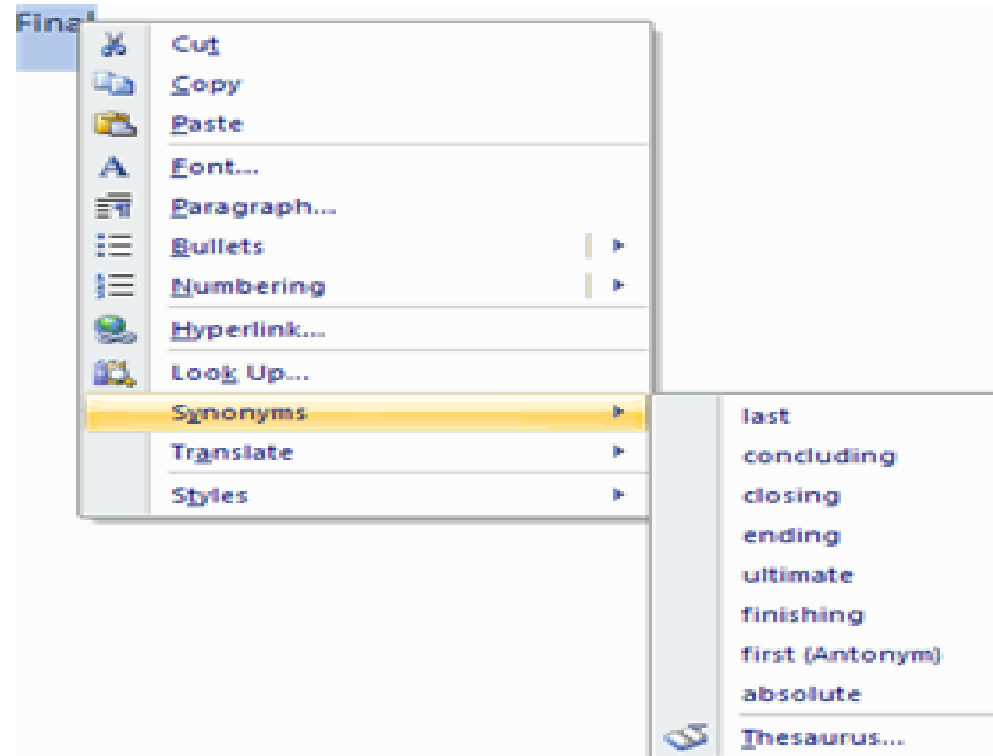 Final
Cut
Copy
Paste
Font...
Paragraph...
Bullets
Numbering
Hyperlink...
Look Up...
Synonyms
Translate
Styles
last
concluding
closing
ending
ultimate
finishing
first (Antonym)
absolute
Thesaurus...